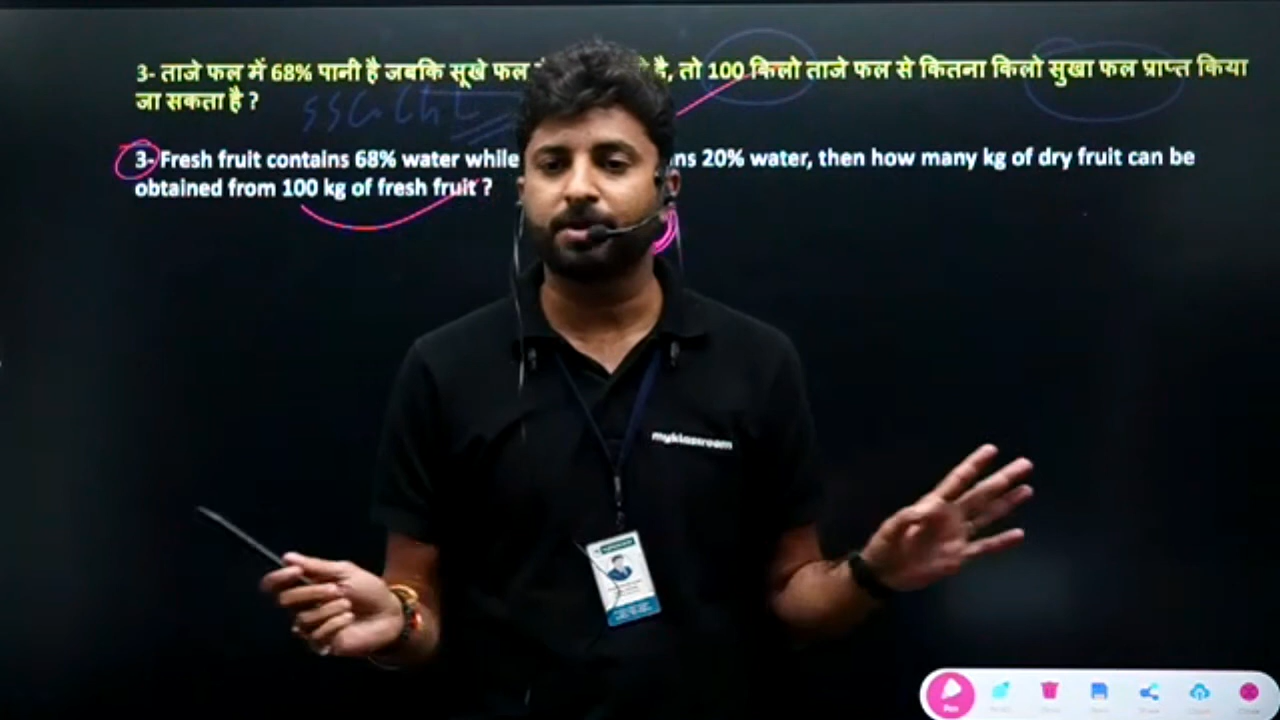 3- ताजे फल में 68% पानी है जबकि सूखे फल है, तो 100 किलो ताजे फल से कितना किलो सुखा फल प्राप्त किया
जा सकता है ?
3- Fresh fruit contains 68% water while 20% water, then how many kg of dry fruit can be
obtained from 100 kg of fresh fruit ?
myklassroom
Pen